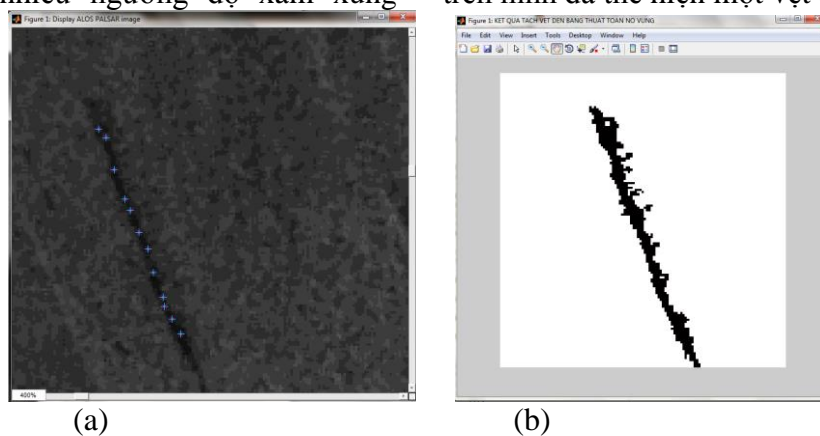 nhiều ngưỡng độ xám xung
trên hình đã thể hiện một vệt
Figure 1: Display ALOS PALSAR image
400%
(a)
Figure 1: KET QUA TACH VET DEN BANG THUAT TOAN NO VUNG
File Edit View Insert Tools Desktop Window Help
(b)